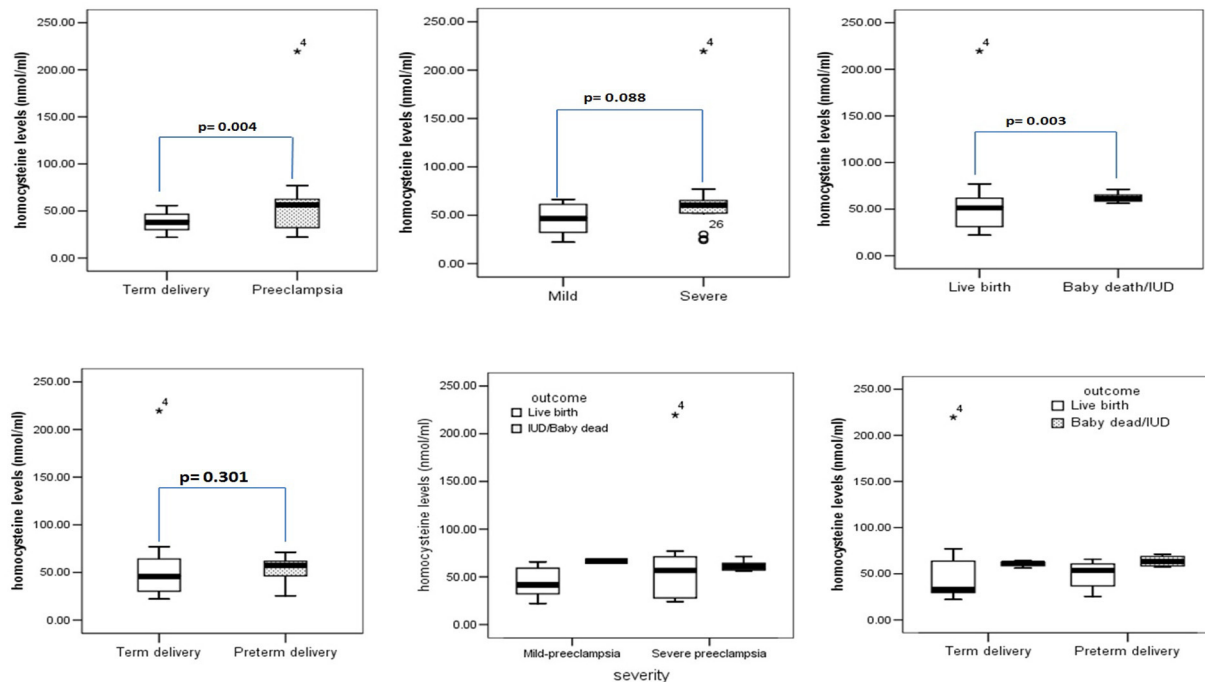 homocysteine levels (nmol/ml)
250.00
200.00
150.00
100.00
50.00
0.00
4
p= 0.004
Term delivery
Preeclampsia
homocysteine levels (nmol/ml)
250.00
200.00
150.00
100.00
50.00
0.00
4
p= 0.088
26
Mild
Severe
homocysteine levels (nmol/ml)
250.00
200.00
150.00
100.00
50.00
0.00
4
p= 0.003
Live birth
Baby death/IUD
homocysteine levels (nmol/ml)
250.00
200.00
150.00
100.00
50.00
0.00
4
p= 0.301
Term delivery
Preterm delivery
homocysteine levels (nmol/ml)
250.00
200.00
150.00
100.00
50.00
0.00
outcome
Live birth
IUD/Baby dead
4
Mild-preeclampsia
Severe preeclampsia
severity
homocysteine levels (nmol/ml)
250.00
200.00
150.00
100.00
50.00
0.00
4
outcome
Live birth
Baby dead/IUD
Term delivery
Preterm delivery